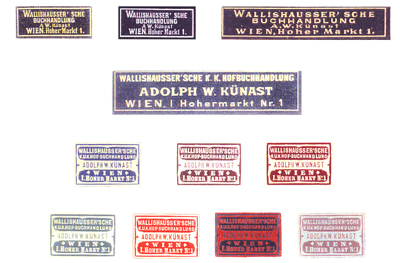 WALLISHAUSSER'SCHE
BUCHHANDLUNG
A.W. Künast
WIEN, Hoher Markt 1.
WALLISHAUSSER'SCHE
BUCHHANDLUNG
A.W. Künast
WIEN, Hoher Markt 1.
WALLISHAUSSER'SCHE
BUCHHANDLUNG
A.W. Künast
WIEN, Hoher Markt 1.
WALLISHAUSSER'SCHE K. K. HOFBUCHHANDLUNG
ADOLPH W. KÜNAST
WIEN, I Hohermarkt Nr. 1
WALLISHAUSSER'SCHE
K.U.K. HOF-BUCHHANDLUNG
ADOLPH W. KÜNAST
WIEN
I. HOHER MARKT No 1
WALLISHAUSSER'SCHE
K.U.K. HOF-BUCHHANDLUNG
ADOLPH W. KÜNAST
WIEN
I. HOHER MARKT No 1
WALLISHAUSSER'SCHE
K.U.K. HOF-BUCHHANDLUNG
ADOLPH W. KÜNAST
WIEN
I. HOHER MARKT No 1
WALLISHAUSSER'SCHE
K.U.K. HOF-BUCHHANDLUNG
ADOLPH W. KÜNAST
WIEN
I. HOHER MARKT No 1
WALLISHAUSSER'SCHE
K.U.K. HOF-BUCHHANDLUNG
ADOLPH W. KÜNAST
WIEN
I. HOHER MARKT No 1
WALLISHAUSSER'SCHE
K.U.K. HOF-BUCHHANDLUNG
ADOLPH W. KÜNAST
WIEN
I. HOHER MARKT No 1
WALLISHAUSSER'SCHE
K.U.K. HOF-BUCHHANDLUNG
ADOLPH W. KÜNAST
WIEN
I. HOHER MARKT No 1